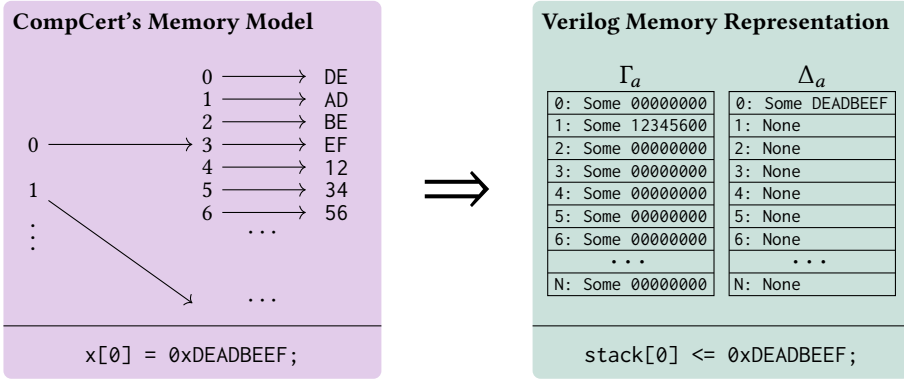 CompCert's Memory Model
0 DE
1 AD
2 BE
0 3 EF
4 12
1 5 34
6 56
⋮ ...
...
x[0] = 0xDEADBEEF;
⇒
Verilog Memory Representation
Γa Δa
0: Some 00000000 0: Some DEADBEEF
1: Some 12345600 1: None
2: Some 00000000 2: None
3: Some 00000000 3: None
4: Some 00000000 4: None
5: Some 00000000 5: None
6: Some 00000000 6: None
... ...
N: Some 00000000 N: None
stack[0] <= 0xDEADBEEF;